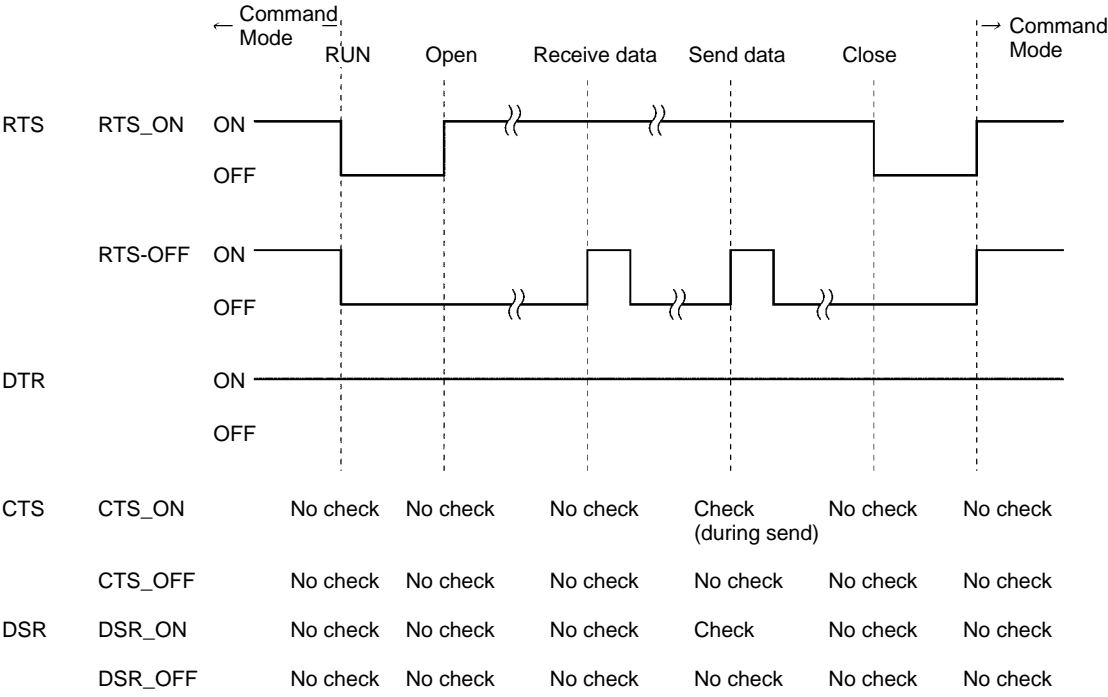 ← Command Mode
→ Command Mode
RUN Open Receive data Send data Close
RTS RTS_ON ON
OFF
RTS-OFF ON
OFF
DTR ON
OFF
CTS CTS_ON No check No check No check Check (during send) No check No check
CTS_OFF No check No check No check No check No check No check
DSR DSR_ON No check No check No check Check No check No check
DSR_OFF No check No check No check No check No check No check